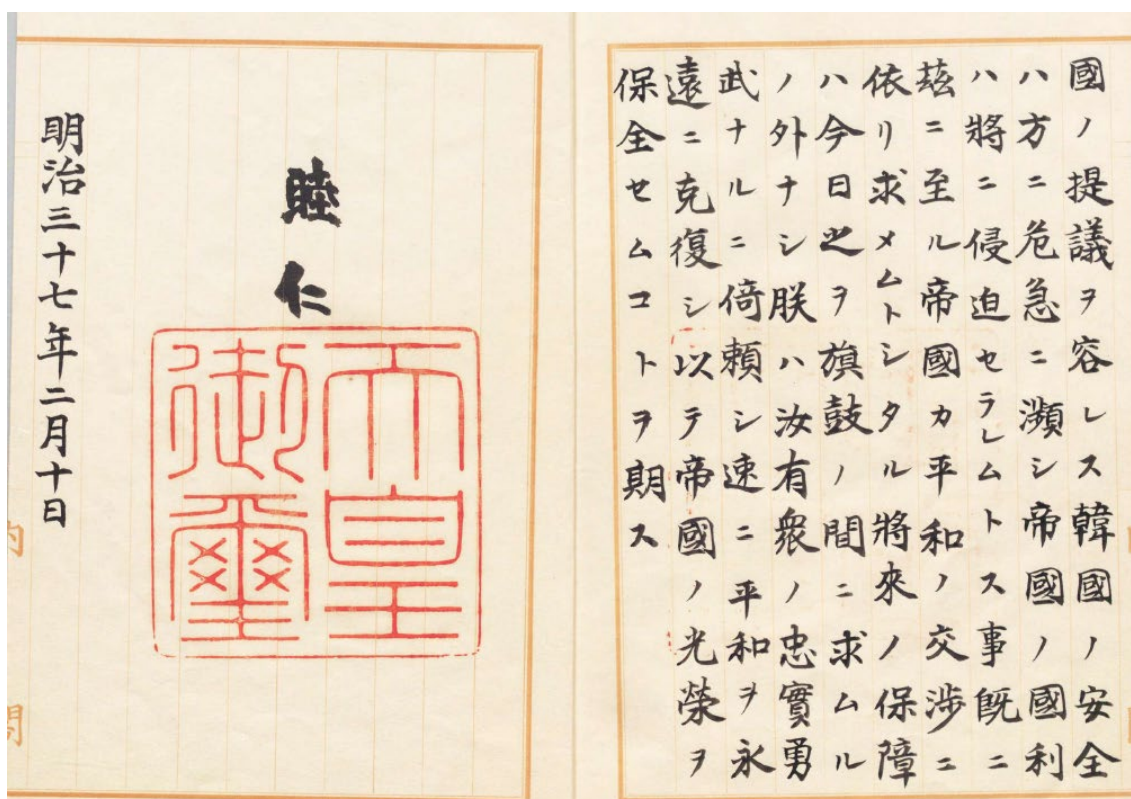 國ノ提議ヲ容レス韓國ノ安全
ハ方ニ危急ニ瀕シ帝國ノ國利
ハ將ニ侵迫セラレムトス事既ニ
茲ニ至ル帝國カ平和ノ交渉ニ
依リ求メムトシタル將來ノ保障
ハ今日之ヲ旗鼓ノ間ニ求ムル
ノ外ナシ朕ハ汝有衆ノ忠實勇
武ナルニ倚頼シ速ニ平和ヲ永
遠ニ克復シ以テ帝國ノ光榮ヲ
保全セムコトヲ期ス
睦仁
天皇
御璽
明治三十七年二月十日
内
閣